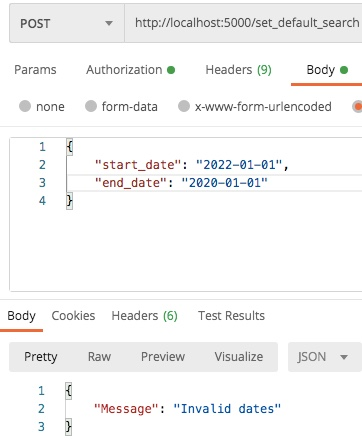 POST http://localhost:5000/set_default_search
Params Authorization Headers (9) Body
none form-data x-www-form-urlencoded
1 {
2 "start_date": "2022-01-01",
3 "end_date": "2020-01-01"
4 }
Body Cookies Headers (6) Test Results
Pretty Raw Preview Visualize JSON
1 {
2 "Message": "Invalid dates"
3 }